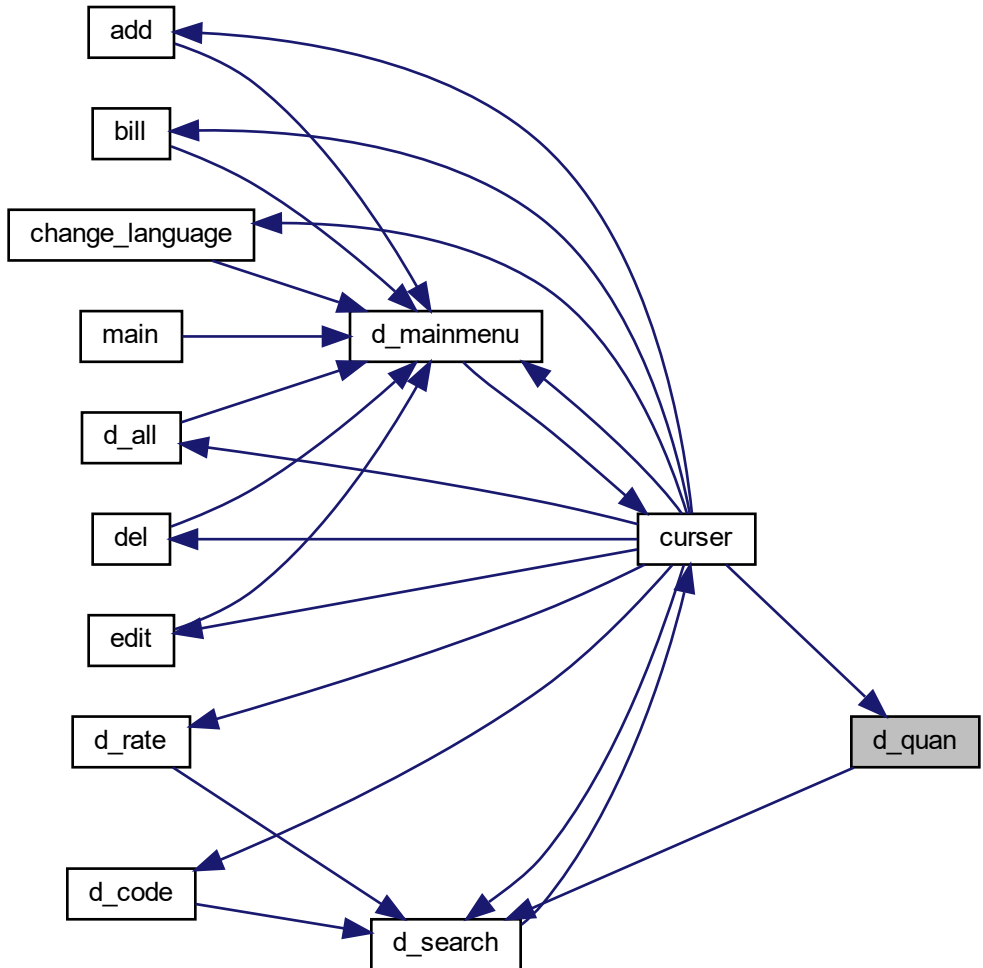 add
bill
change_language
main
d_mainmenu
d_all
del
curser
edit
d_rate
d_quan
d_code
d_search